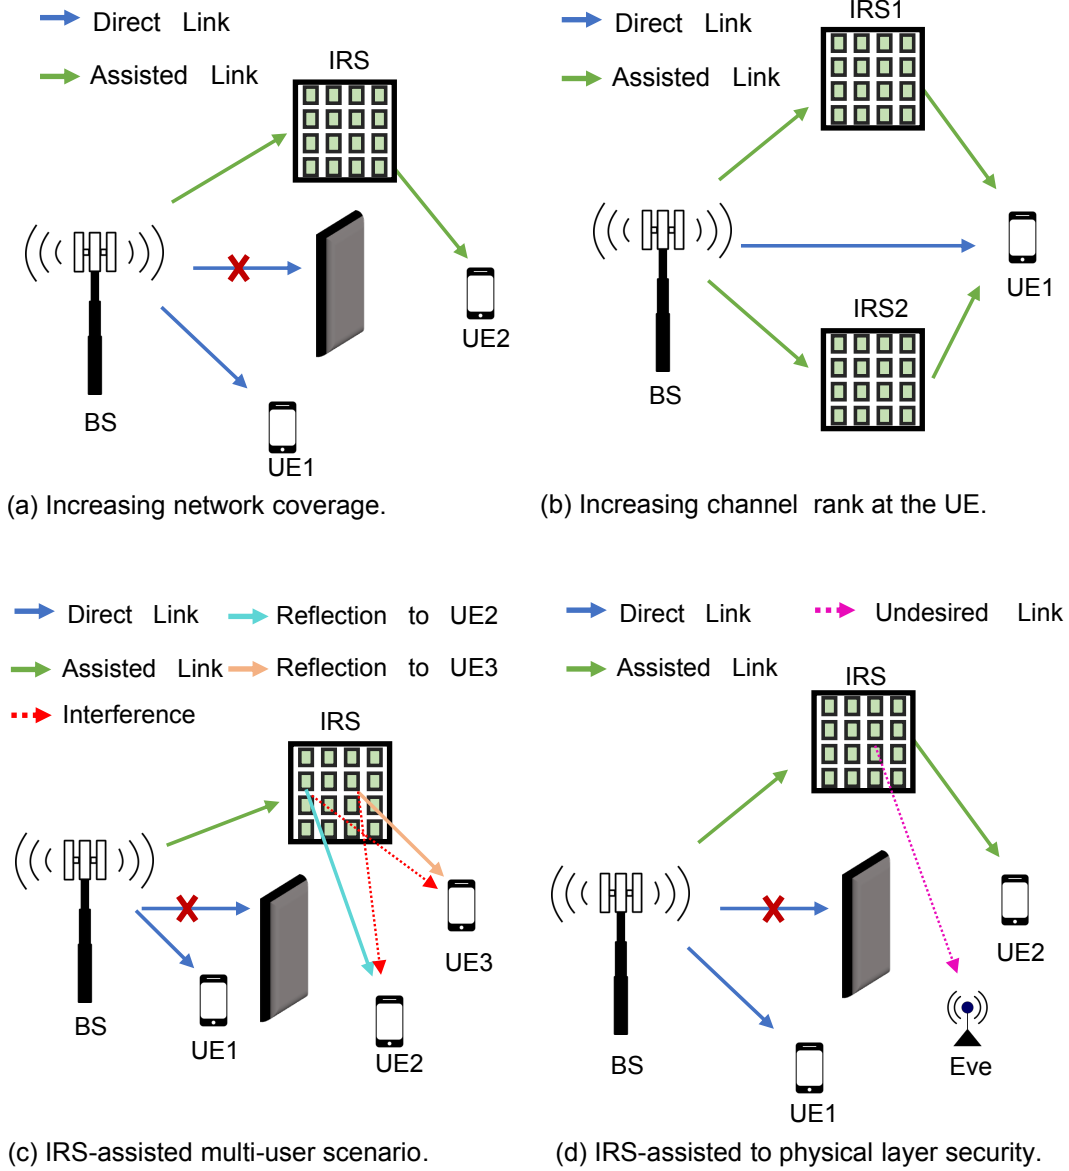 Direct Link
Assisted Link
IRS
BS
UE1
UE2
(a) Increasing network coverage.
Direct Link
Assisted Link
IRS1
IRS2
BS
UE1
(b) Increasing channel rank at the UE.
Direct Link
Reflection to UE2
Assisted Link
Reflection to UE3
Interference
IRS
BS
UE1
UE2
UE3
(c) IRS-assisted multi-user scenario.
Direct Link
Undesired Link
Assisted Link
IRS
UE2
BS
Eve
UE1
(d) IRS-assisted to physical layer security.